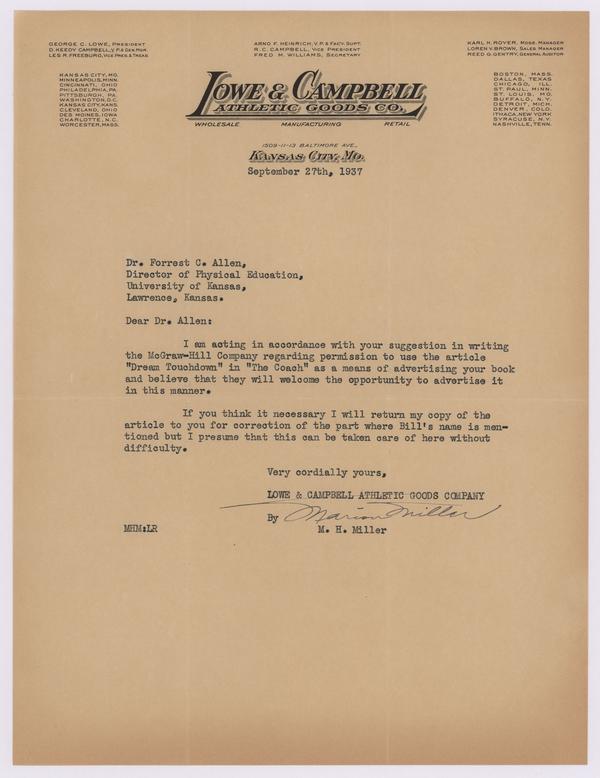 GEORGE C. LOWE, PRESIDENT
D. KEEDY CAMPBELL, V. P. & GEN. MGR.
LES R. FREEBURG, VICE PRES. & TREAS.
ARNO F. HEINRICH, V. P. & FACY. SUPT.
R. C. CAMPBELL, VICE PRESIDENT
FRED M. WILLIAMS, SECRETARY
KARL H. ROYER, MDSE. MANAGER
LOREN V. BROWN, SALES MANAGER
REED G. GENTRY, GENERAL AUDITOR
KANSAS CITY, MO.
MINNEAPOLIS, MINN.
CINCINNATI, OHIO
PHILADELPHIA, PA.
PITTSBURGH, PA.
WASHINGTON, D.C.
KANSAS CITY, KANS.
CLEVELAND, OHIO
DES MOINES, IOWA
CHARLOTTE, N.C.
WORCESTER, MASS.
LOWE & CAMPBELL
ATHLETIC GOODS CO.
WHOLESALE MANUFACTURING RETAIL
BOSTON, MASS.
DALLAS, TEXAS
CHICAGO, ILL.
ST. PAUL, MINN.
ST. LOUIS, MO.
BUFFALO, N.Y.
DETROIT, MICH.
DENVER, COLO.
ITHACA, NEW YORK
SYRACUSE, N.Y.
NASHVILLE, TENN.
1509-11-13 BALTIMORE AVE.,
KANSAS CITY, MO.
September 27th, 1937
Dr. Forrest C. Allen,
Director of Physical Education,
University of Kansas,
Lawrence, Kansas.
Dear Dr. Allen:
I am acting in accordance with your suggestion in writing
the McGraw-Hill Company regarding permission to use the article
"Dream Touchdown" in "The Coach" as a means of advertising your book
and believe that they will welcome the opportunity to advertise it
in this manner.
If you think it necessary I will return my copy of the
article to you for correction of the part where Bill's name is men-
tioned but I presume that this can be taken care of here without
difficulty.
Very cordially yours,
LOWE & CAMPBELL ATHLETIC GOODS COMPANY
By Marion Miller
MHM:LR M. H. Miller